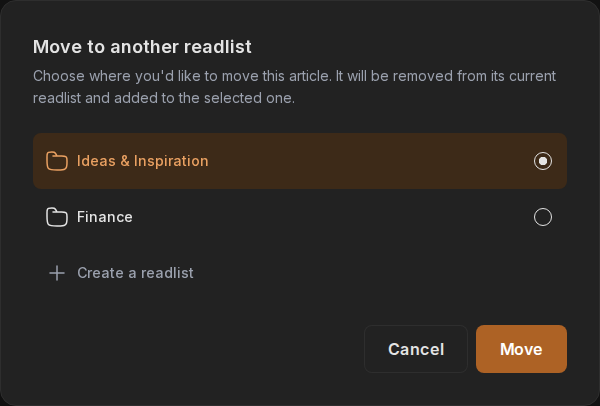 Move to another readlist
Choose where you'd like to move this article. It will be removed from its current
readlist and added to the selected one.
Ideas & Inspiration
Finance
Create a readlist
Cancel
Move